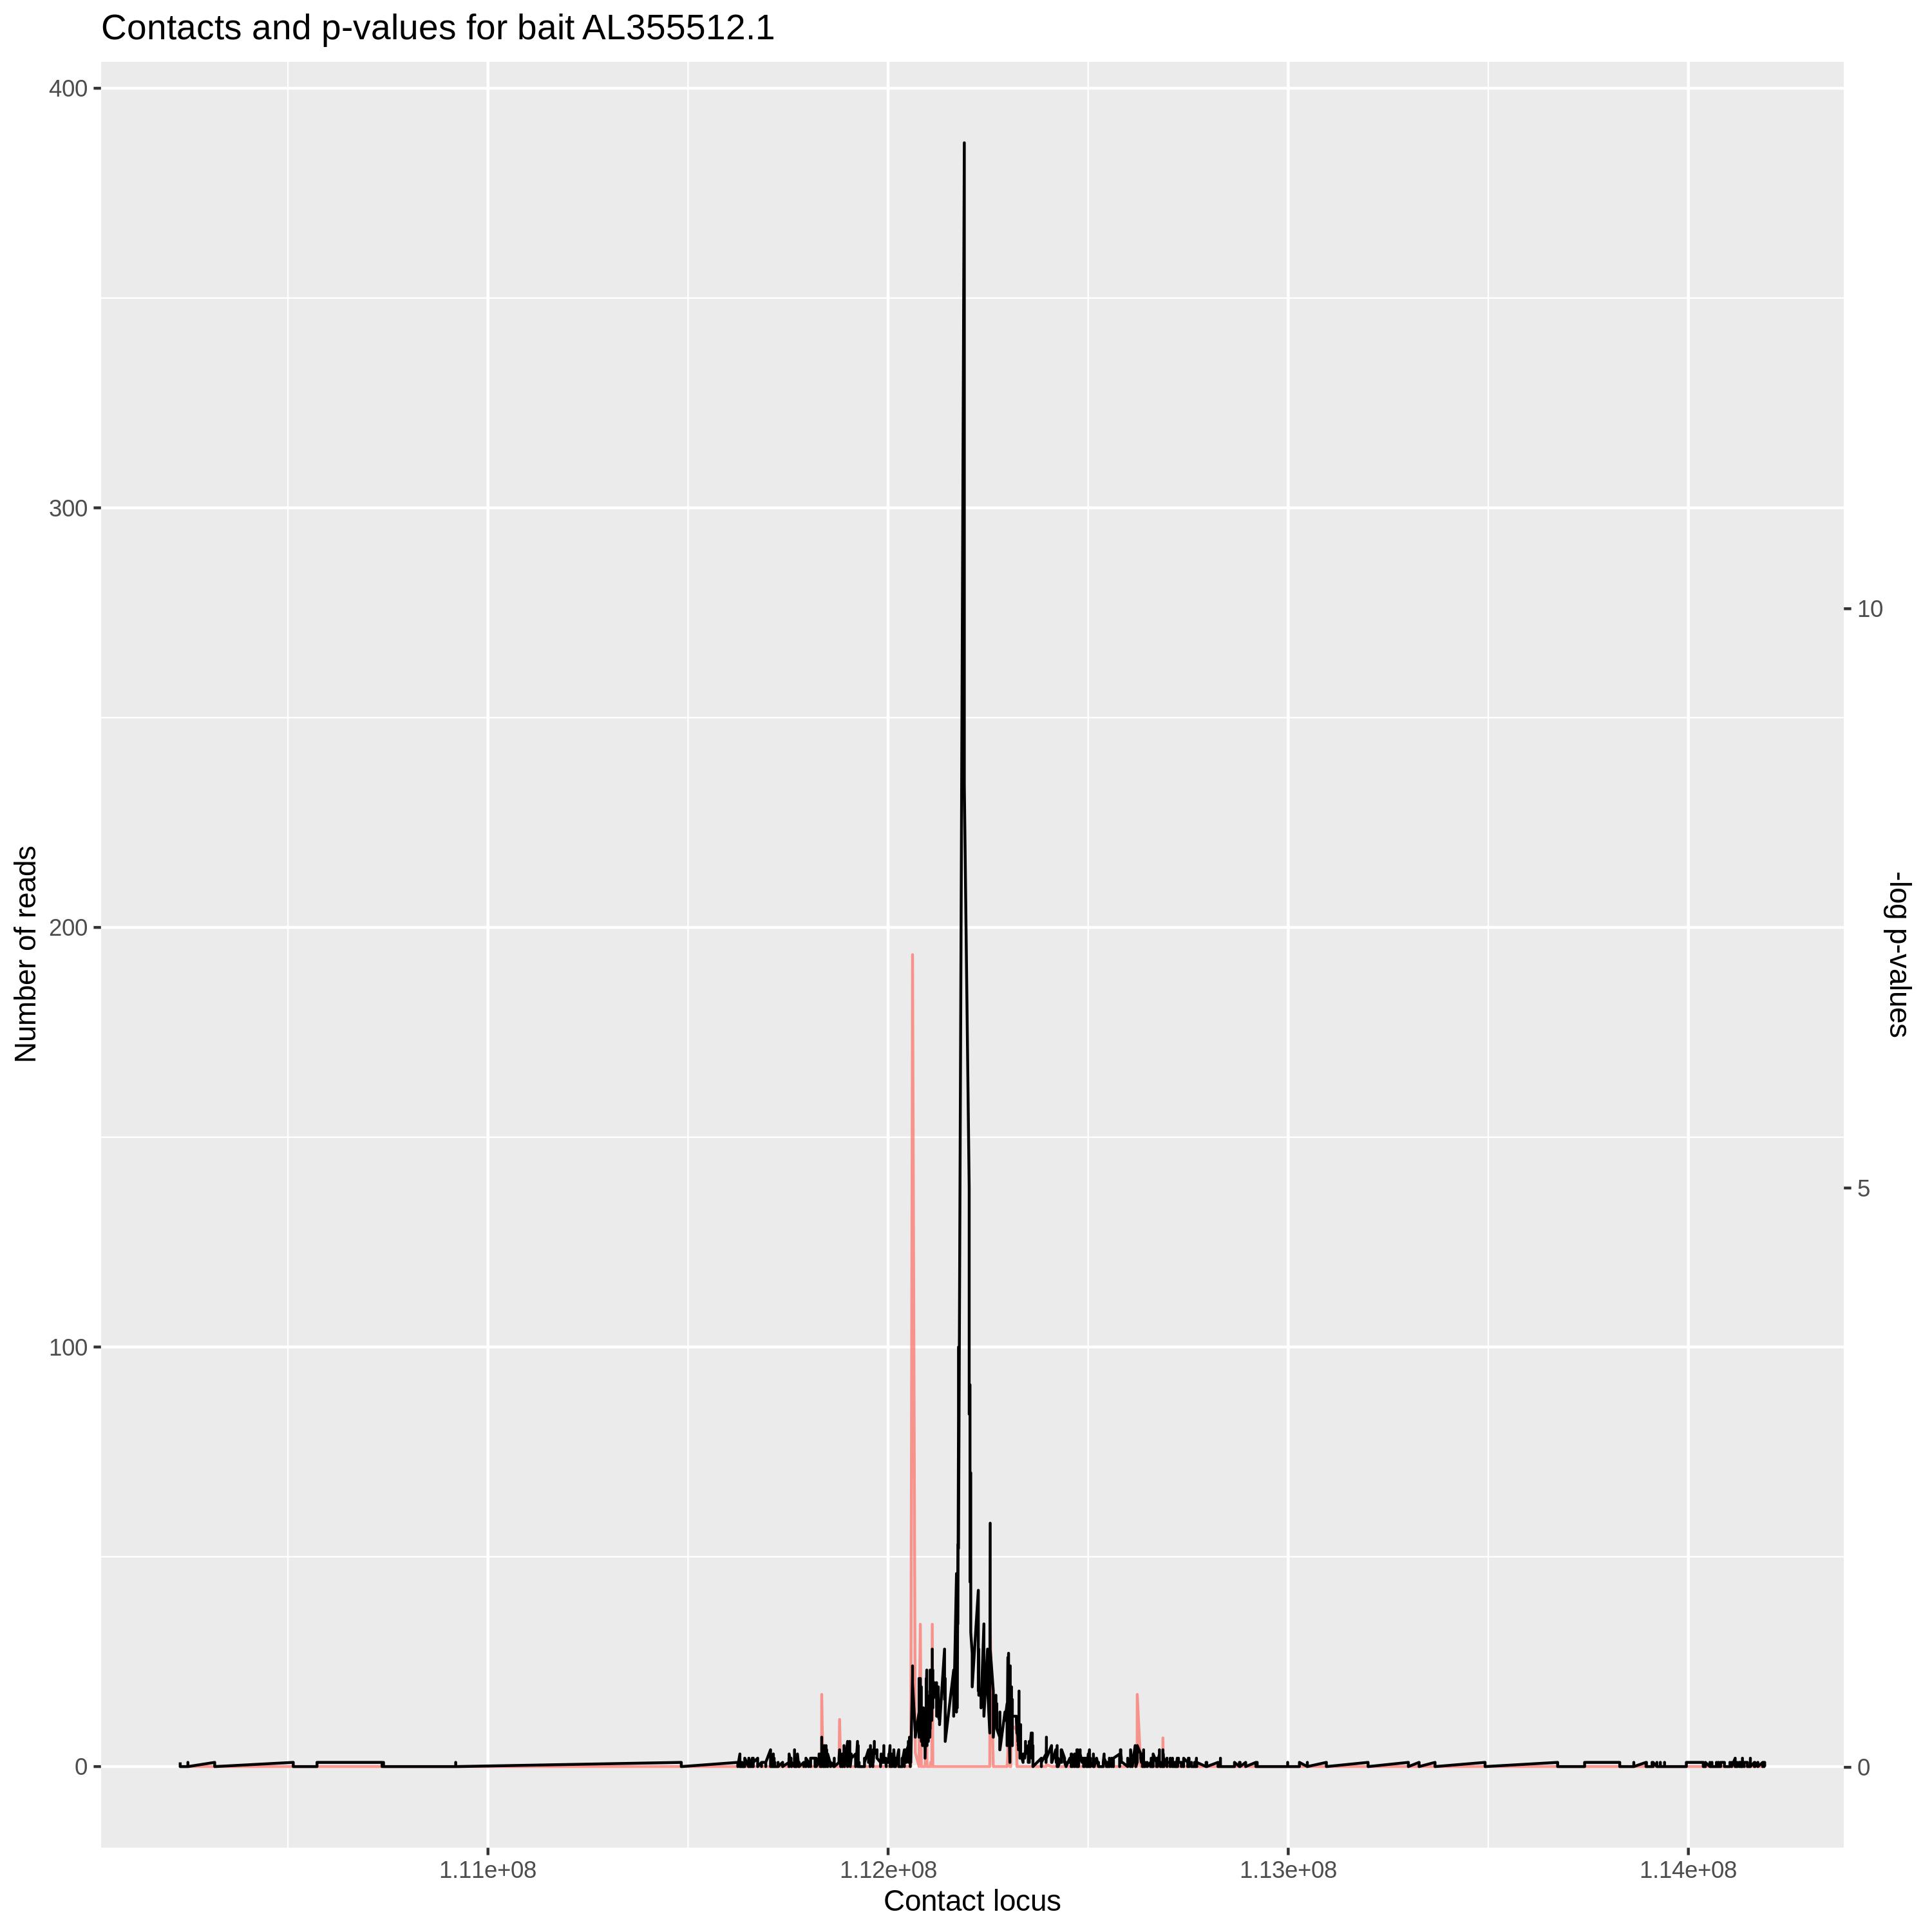 Contacts and p-values for bait AL355512.1
400
300
200
100
0
Number of reads
10
5
0
-log p-values
1.11e+08
1.12e+08
1.13e+08
1.14e+08
Contact locus